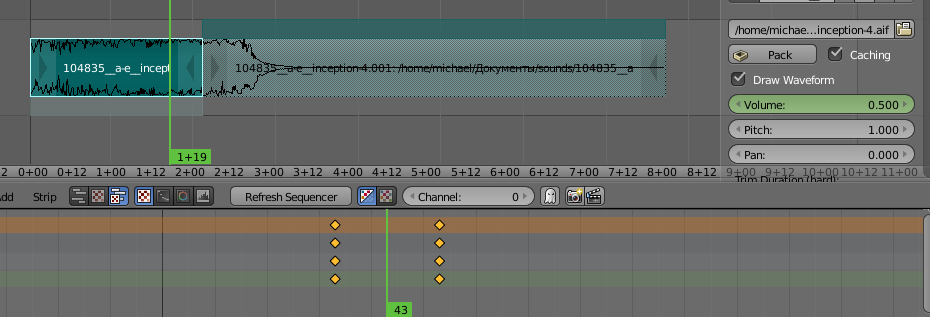 /home/michae...inception-4.aif
Pack
Caching
104835__a-e__incept
104835__a-e__inception-4.001: /home/michael/Документы/sounds/104835__a
Draw Waveform
Volume: 0.500
Pitch: 1.000
1+19
Pan: 0.000
2 0+00 0+12 1+00 1+12 2+00 2+12 3+00 3+12 4+00 4+12 5+00 5+12 6+00 6+12 7+00 7+12 8+00 8+12 9+00 9+12 10+00 10+12 11+00
Trim Duration (hard):
Add Strip Refresh Sequencer Channel: 0
43